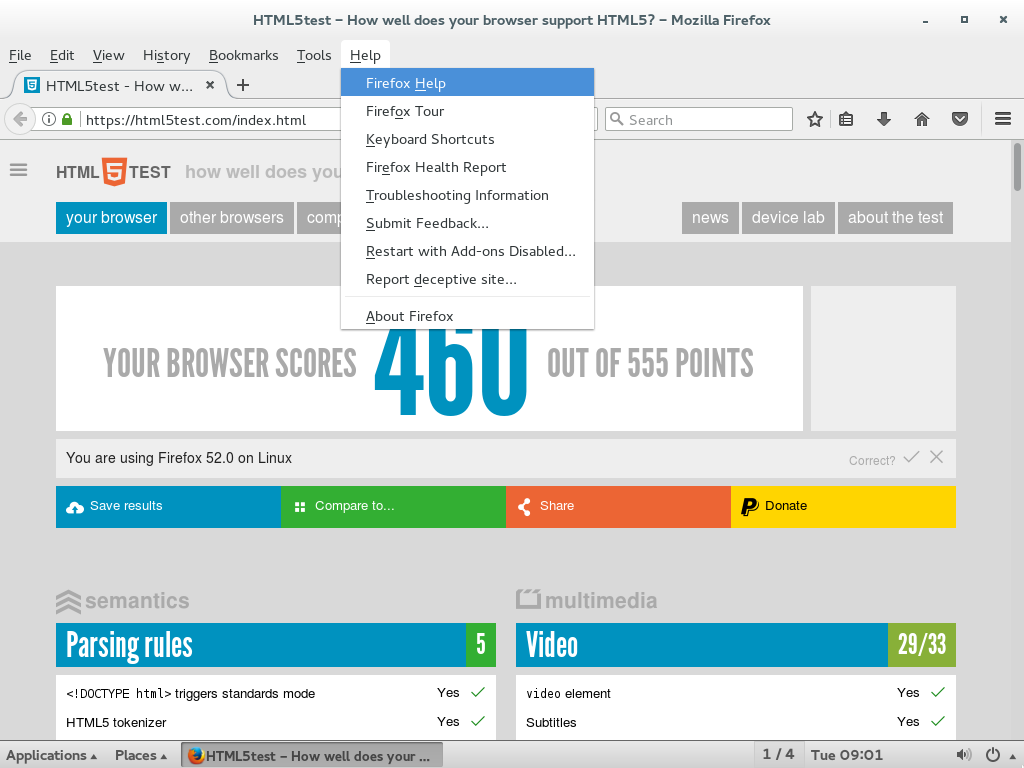 HTML5test – How well does your browser support HTML5? – Mozilla Firefox
File Edit View History Bookmarks Tools Help
HTML5test - How w...
https://html5test.com/index.html
Search
Firefox Help
Firefox Tour
Keyboard Shortcuts
Firefox Health Report
Troubleshooting Information
Submit Feedback...
Restart with Add-ons Disabled...
Report deceptive site...
About Firefox
HTML5TEST how well does you
your browser other browsers comp news device lab about the test
YOUR BROWSER SCORES 460 OUT OF 555 POINTS
You are using Firefox 52.0 on Linux Correct?
Save results Compare to... Share Donate
semantics multimedia
Parsing rules 5 Video 29/33
<!DOCTYPE html> triggers standards mode Yes video element Yes
HTML5 tokenizer Yes Subtitles Yes
Applications Places HTML5test – How well does your ... 1 / 4 Tue 09:01